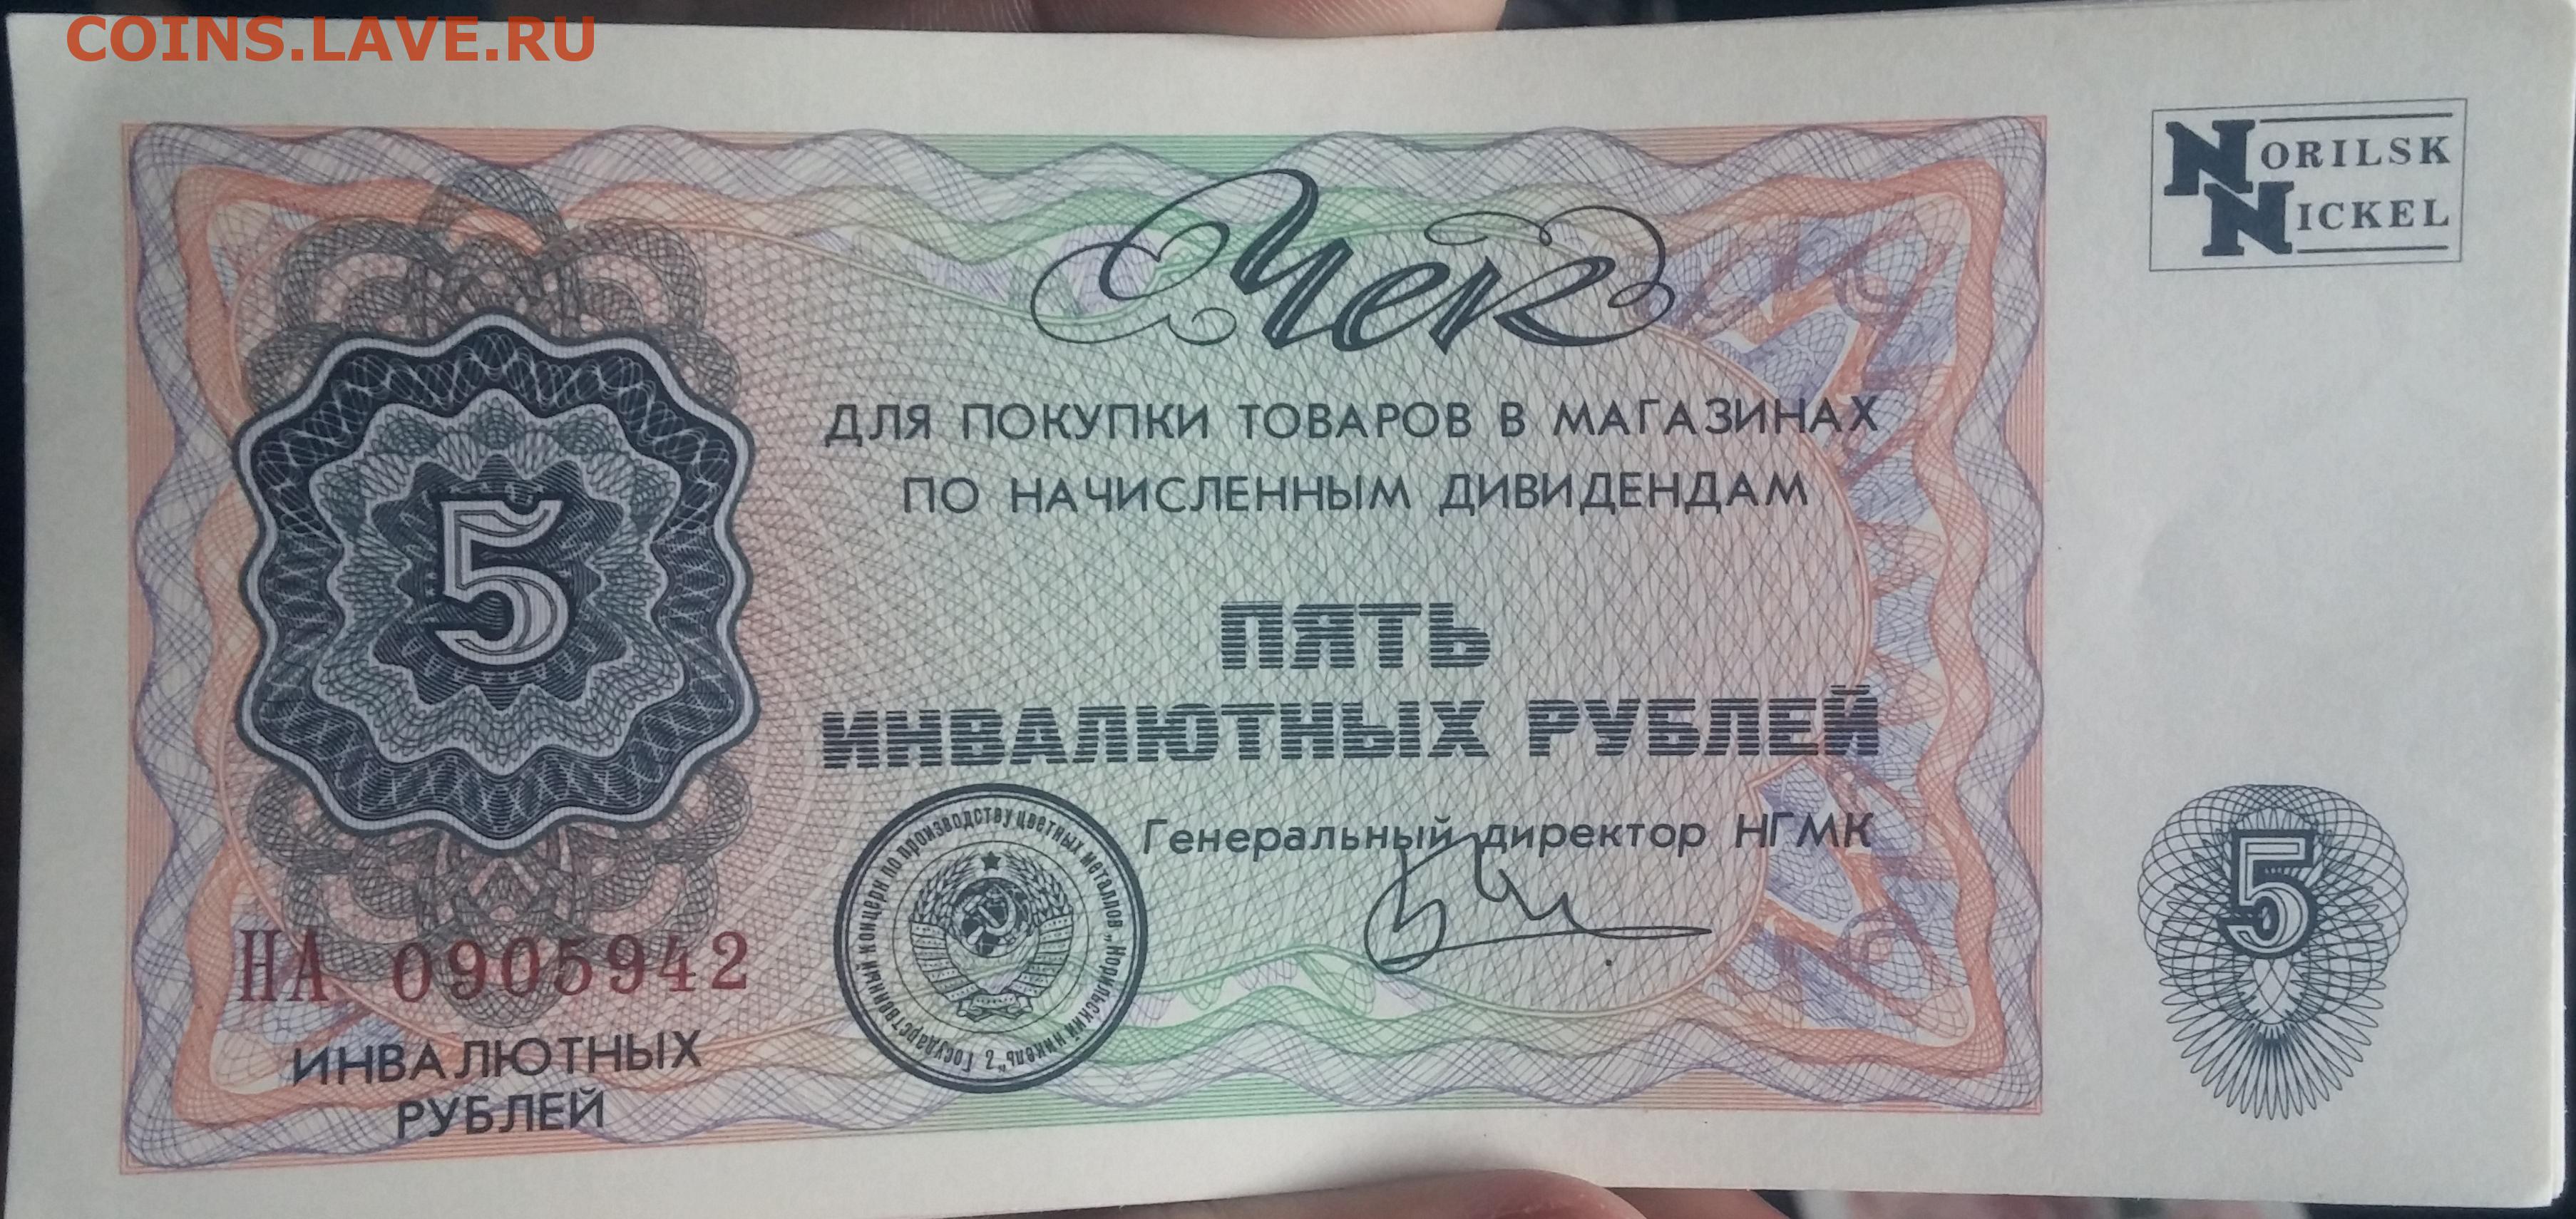 COINS.LAVE.RU
NORILSK
NICKEL
Чек
ДЛЯ ПОКУПКИ ТОВАРОВ В МАГАЗИНАХ
ПО НАЧИСЛЕННЫМ ДИВИДЕНДАМ
5
ПЯТЬ
ИНВАЛЮТНЫХ РУБЛЕЙ
Генеральный директор НГМК
НА 0905942
ИНВАЛЮТНЫХ
РУБЛЕЙ
Государственный концерн по производству цветных металлов „Норильский никель“ 2
5